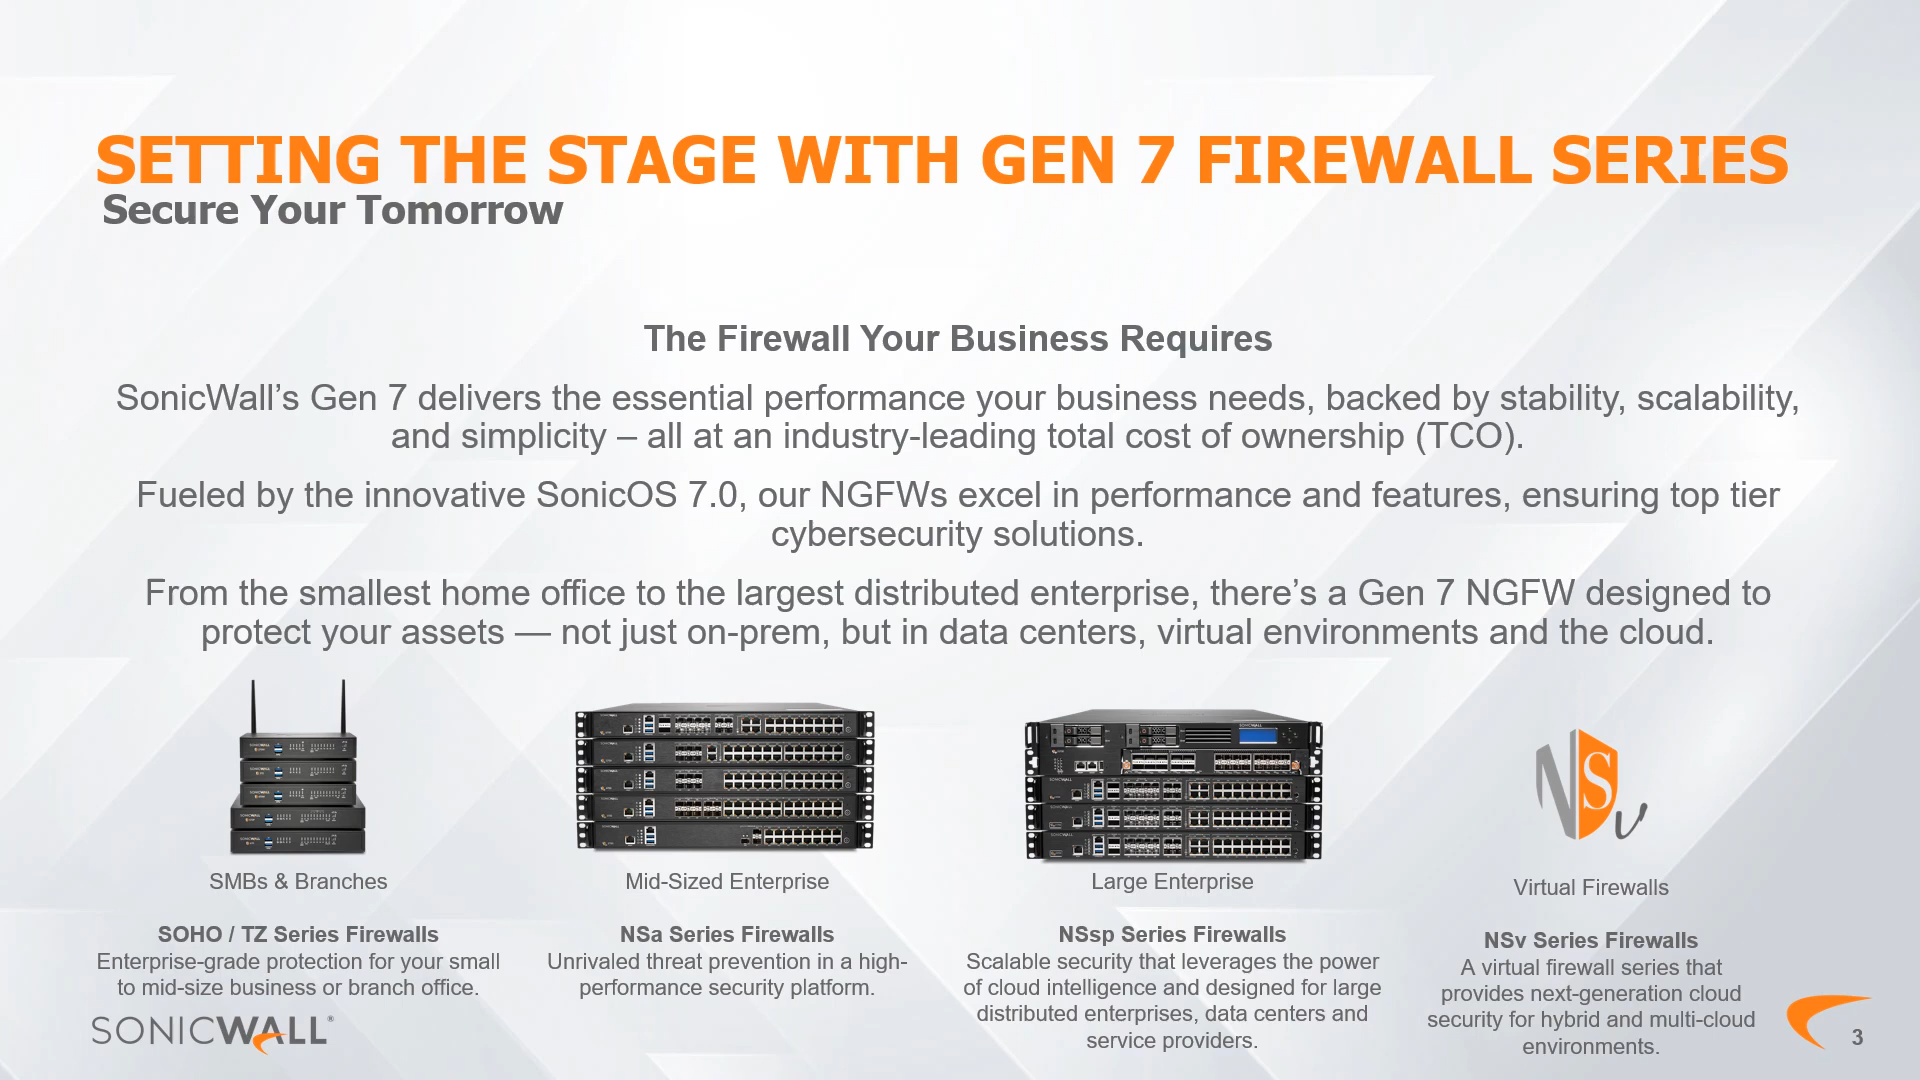 SETTING THE STAGE WITH GEN 7 FIREWALL SERIES
Secure Your Tomorrow
The Firewall Your Business Requires
SonicWall’s Gen 7 delivers the essential performance your business needs, backed by stability, scalability,
and simplicity – all at an industry-leading total cost of ownership (TCO).
Fueled by the innovative SonicOS 7.0, our NGFWs excel in performance and features, ensuring top tier
cybersecurity solutions.
From the smallest home office to the largest distributed enterprise, there’s a Gen 7 NGFW designed to
protect your assets — not just on-prem, but in data centers, virtual environments and the cloud.
SMBs & Branches
SOHO / TZ Series Firewalls
Enterprise-grade protection for your small
to mid-size business or branch office.
Mid-Sized Enterprise
NSa Series Firewalls
Unrivaled threat prevention in a high-
performance security platform.
Large Enterprise
NSsp Series Firewalls
Scalable security that leverages the power
of cloud intelligence and designed for large
distributed enterprises, data centers and
service providers.
NSv
Virtual Firewalls
NSv Series Firewalls
A virtual firewall series that
provides next-generation cloud
security for hybrid and multi-cloud
environments.
SONICWALL®
3